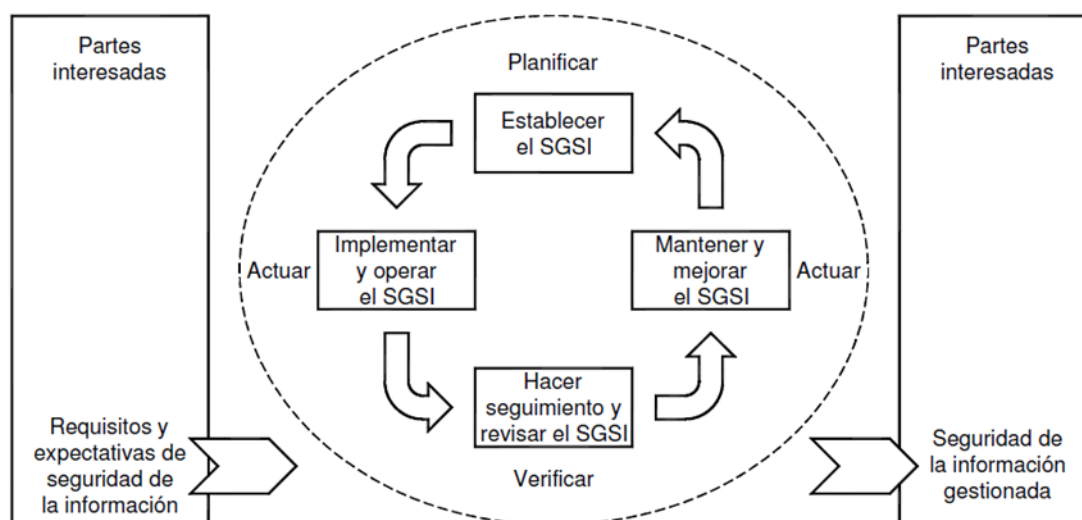 Partes
interesadas
Planificar
Partes
interesadas
Establecer
el SGSI
Actuar
Implementar
y operar
el SGSI
Mantener y
mejorar
el SGSI
Actuar
Hacer
seguimiento y
revisar el SGSI
Verificar
Requisitos y
expectativas de
seguridad de
la información
Seguridad de
la información
gestionada